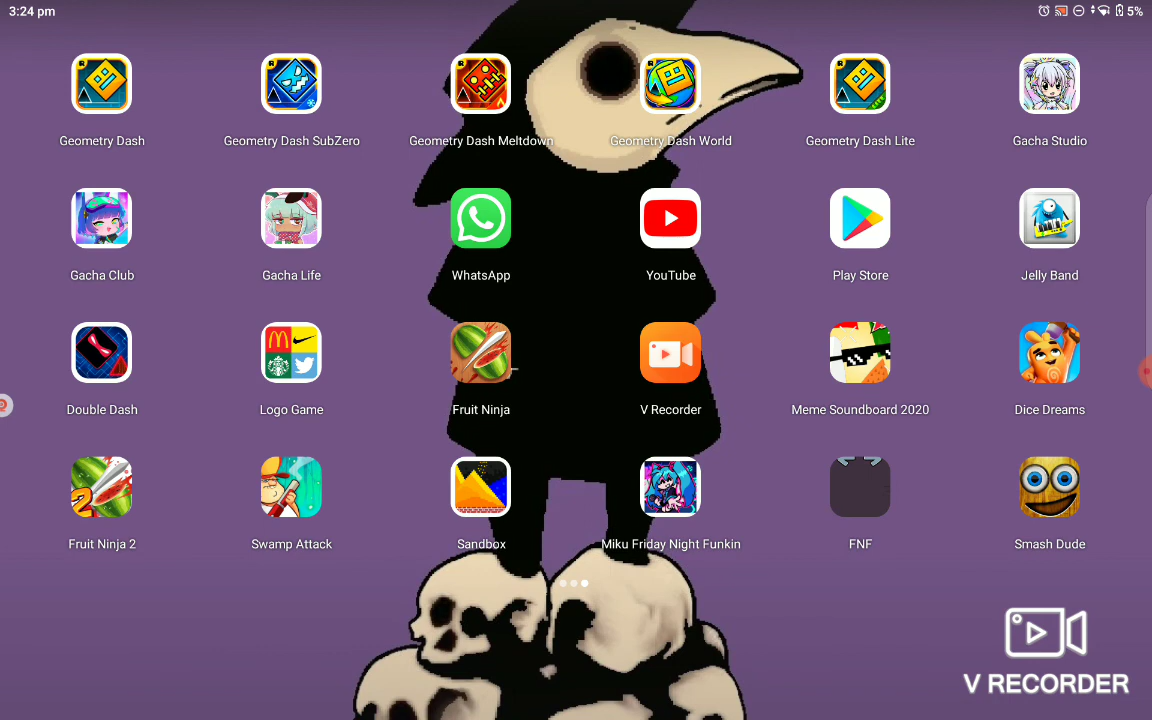 3:24 pm
5%
Geometry Dash
Geometry Dash SubZero
Geometry Dash Meltdown
Geometry Dash World
Geometry Dash Lite
Gacha Studio
Gacha Club
Gacha Life
WhatsApp
YouTube
Play Store
Jelly Band
Double Dash
Logo Game
Fruit Ninja
V Recorder
Meme Soundboard 2020
Dice Dreams
2
Fruit Ninja 2
Swamp Attack
Sandbox
Miku Friday Night Funkin
FNF
Smash Dude
V RECORDER